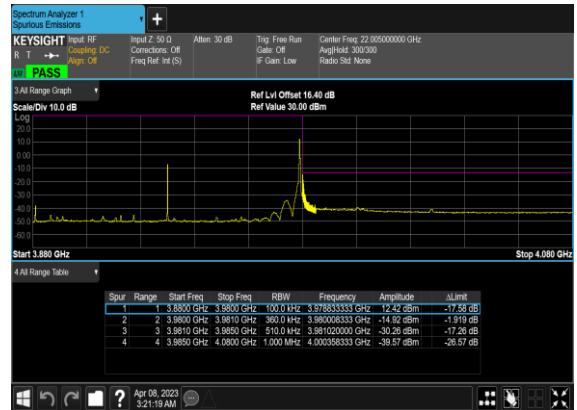 Spectrum Analyzer 1
Spurious Emissions
+
KEYSIGHT Input: RF
R T Coupling: DC
Align: Off
LW PASS
Input Z: 50 Ω
Corrections: Off
Freq Ref: Int (S)
Atten: 30 dB
Trig: Free Run
Gate: Off
IF Gain: Low
Center Freq: 22.005000000 GHz
Avg|Hold: 300/300
Radio Std: None
3 All Range Graph
Scale/Div 10.0 dB
Ref Lvl Offset 16.40 dB
Ref Value 30.00 dBm
Log
20.0
10.0
0.00
-10.0
-20.0
-30.0
-40.0
-50.0
-60.0
Start 3.880 GHz
Stop 4.080 GHz
4 All Range Table
Spur Range Start Freq Stop Freq RBW Frequency Amplitude ΔLimit
1 1 3.8800 GHz 3.9800 GHz 100.0 kHz 3.978833333 GHz 12.42 dBm -17.58 dB
2 2 3.9800 GHz 3.9810 GHz 360.0 kHz 3.980008333 GHz -14.92 dBm -1.919 dB
3 3 3.9810 GHz 3.9850 GHz 510.0 kHz 3.981020000 GHz -30.26 dBm -17.26 dB
4 4 3.9850 GHz 4.0800 GHz 1.000 MHz 4.000358333 GHz -39.57 dBm -26.57 dB
?
Apr 08, 2023
3:21:19 AM